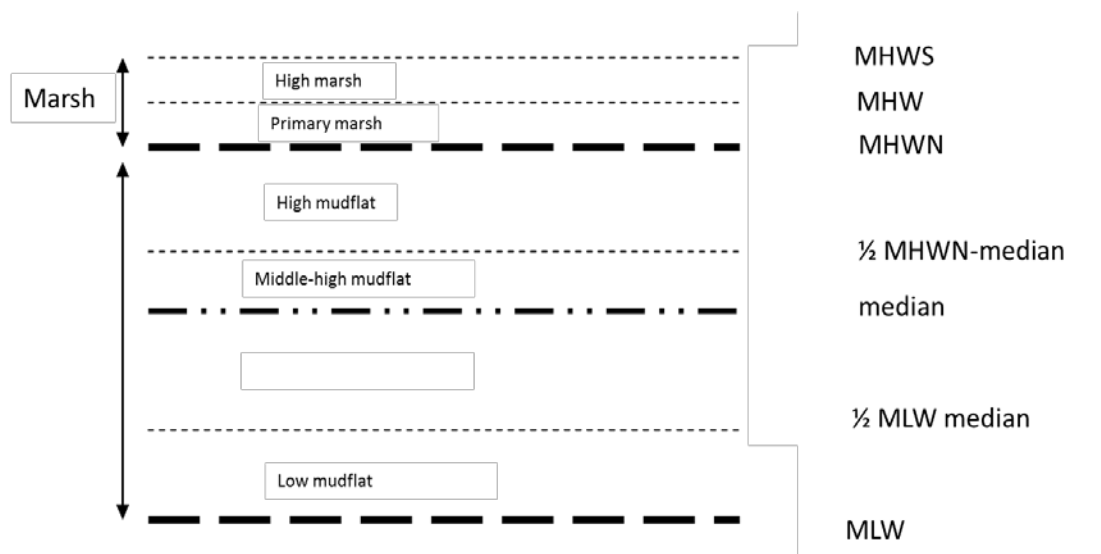 MHWS
High marsh
Marsh
MHW
Primary marsh
MHWN
High mudflat
½ MHWN-median
Middle-high mudflat
median
½ MLW median
Low mudflat
MLW